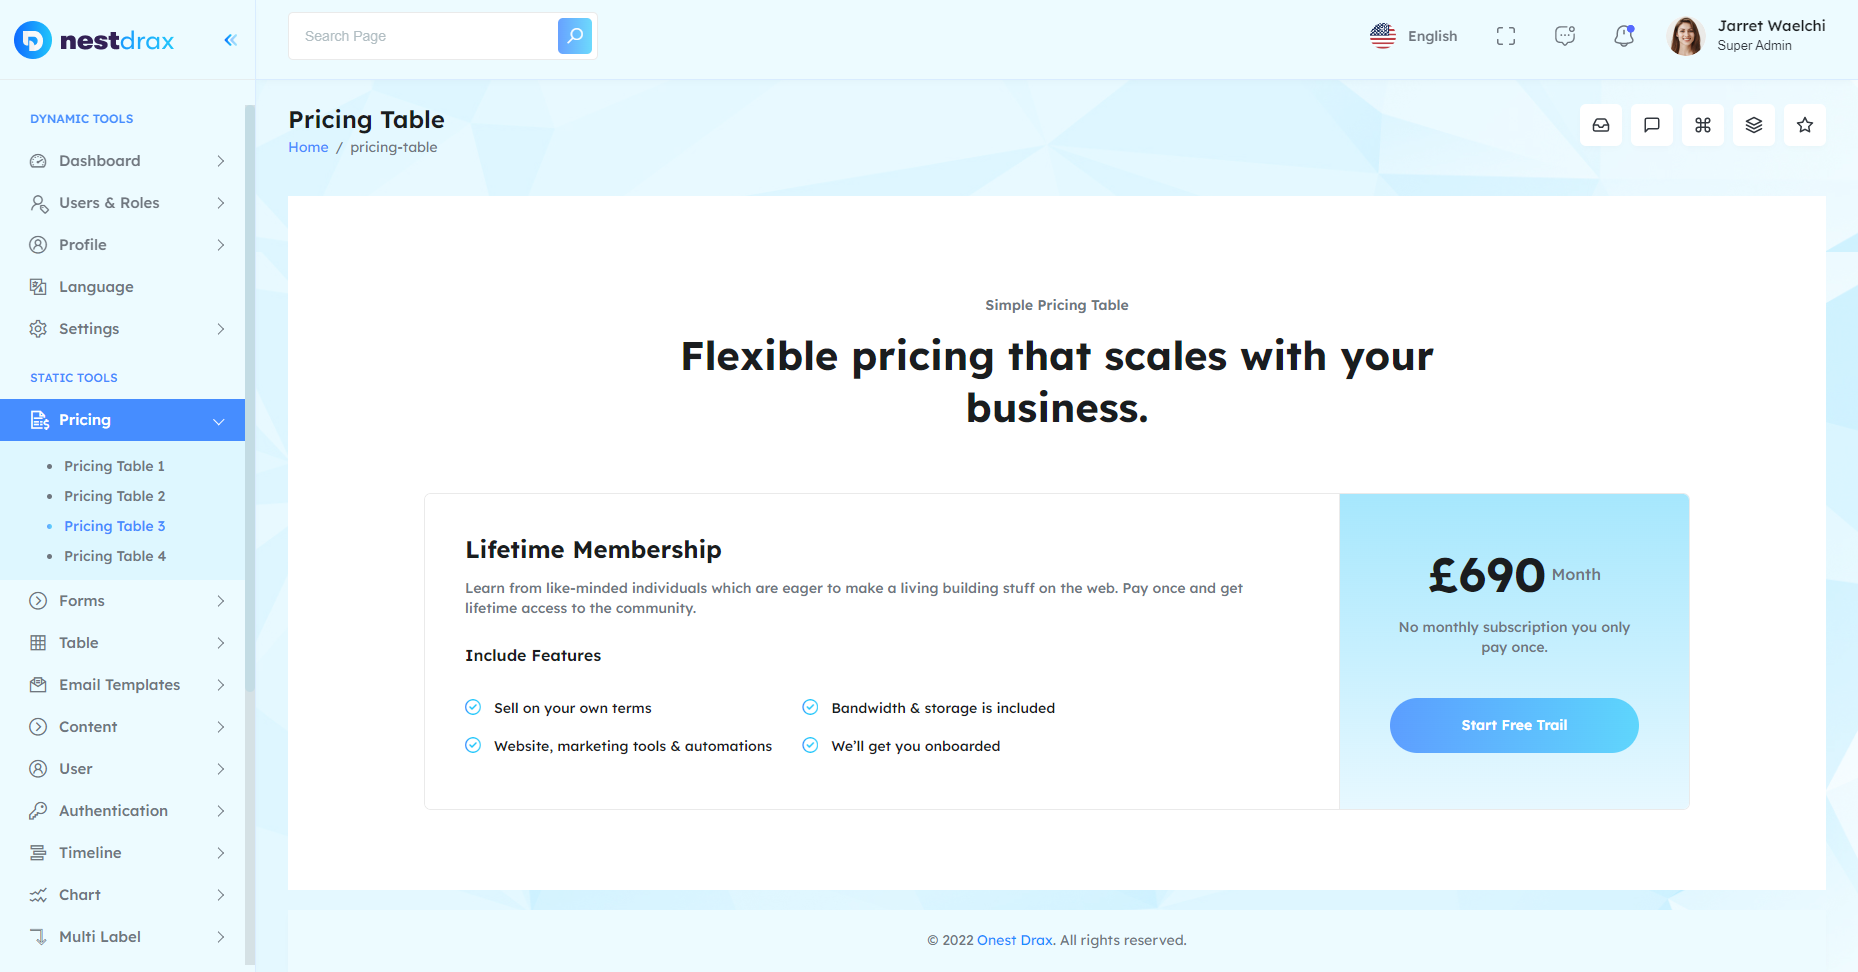 nestdrax
Search Page
English
Jarret Waelchi
Super Admin
DYNAMIC TOOLS
Dashboard
Users & Roles
Profile
Language
Settings
STATIC TOOLS
Pricing
Pricing Table 1
Pricing Table 2
Pricing Table 3
Pricing Table 4
Forms
Table
Email Templates
Content
User
Authentication
Timeline
Chart
Multi Label
Pricing Table
Home / pricing-table
Simple Pricing Table
Flexible pricing that scales with your
business.
Lifetime Membership
Learn from like-minded individuals which are eager to make a living building stuff on the web. Pay once and get
lifetime access to the community.
Include Features
Sell on your own terms
Bandwidth & storage is included
Website, marketing tools & automations
We’ll get you onboarded
£690 Month
No monthly subscription you only
pay once.
Start Free Trail
© 2022 Onest Drax. All rights reserved.